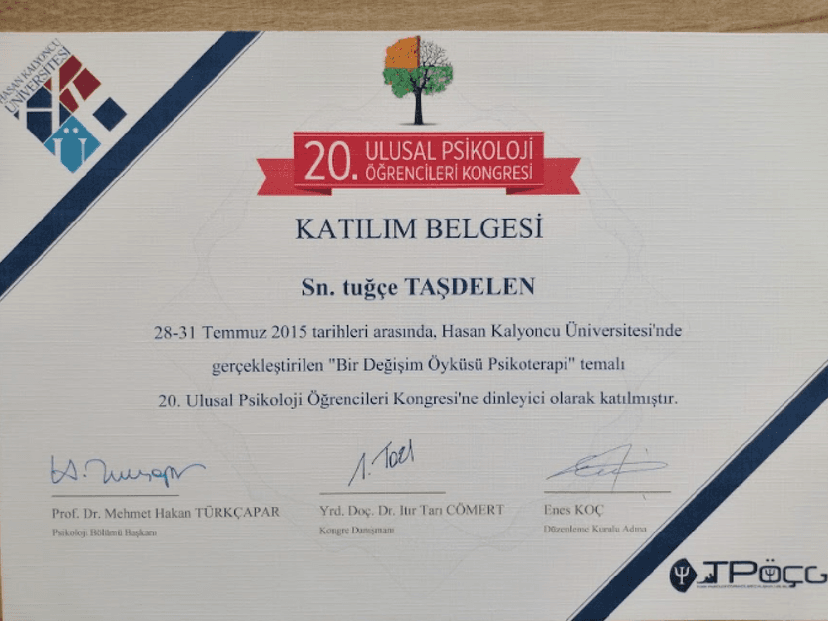 HASAN KALYONCU
ÜNİVERSİTESİ
20. ULUSAL PSİKOLOJİ
ÖĞRENCİLERİ KONGRESİ
KATILIM BELGESİ
Sn. tuğçe TAŞDELEN
28-31 Temmuz 2015 tarihleri arasında, Hasan Kalyoncu Üniversitesi'nde
gerçekleştirilen "Bir Değişim Öyküsü Psikoterapi" temalı
20. Ulusal Psikoloji Öğrencileri Kongresi'ne dinleyici olarak katılmıştır.
Prof. Dr. Mehmet Hakan TÜRKÇAPAR
Psikoloji Bölümü Başkanı
Yrd. Doç. Dr. Itır Tarı CÖMERT
Kongre Danışmanı
Enes KOÇ
Düzenleme Kurulu Adına
TPÖÇG